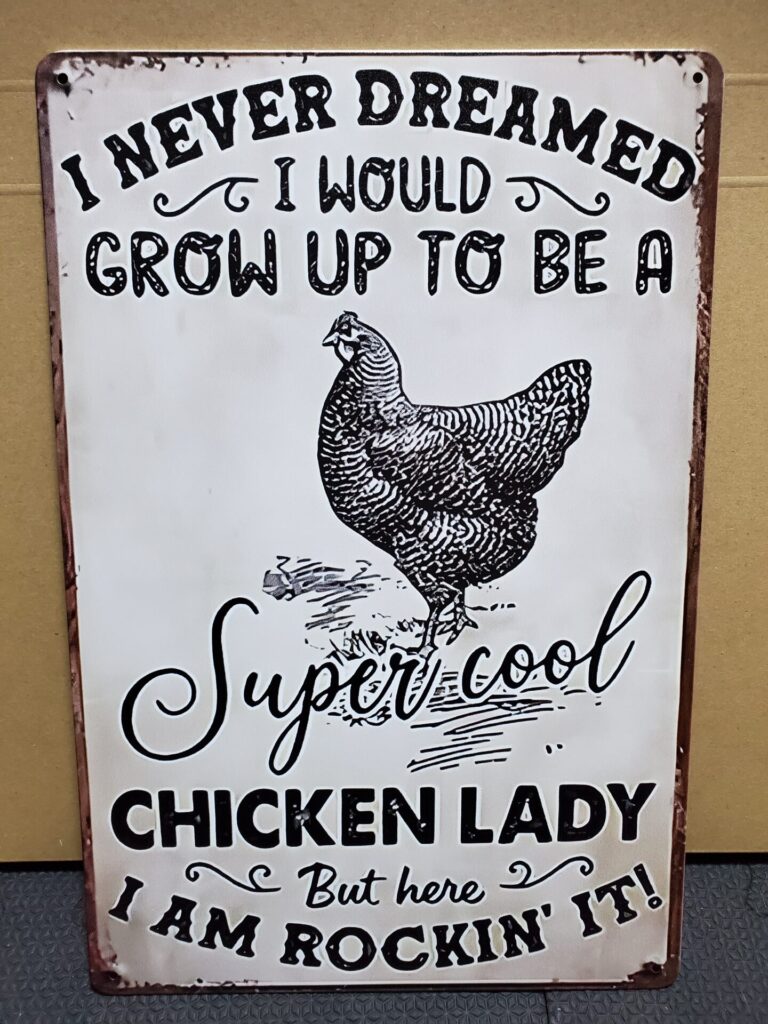 I NEVER DREAMED
I WOULD
GROW UP TO BE A
Super cool
CHICKEN LADY
But here
I AM ROCKIN' IT!